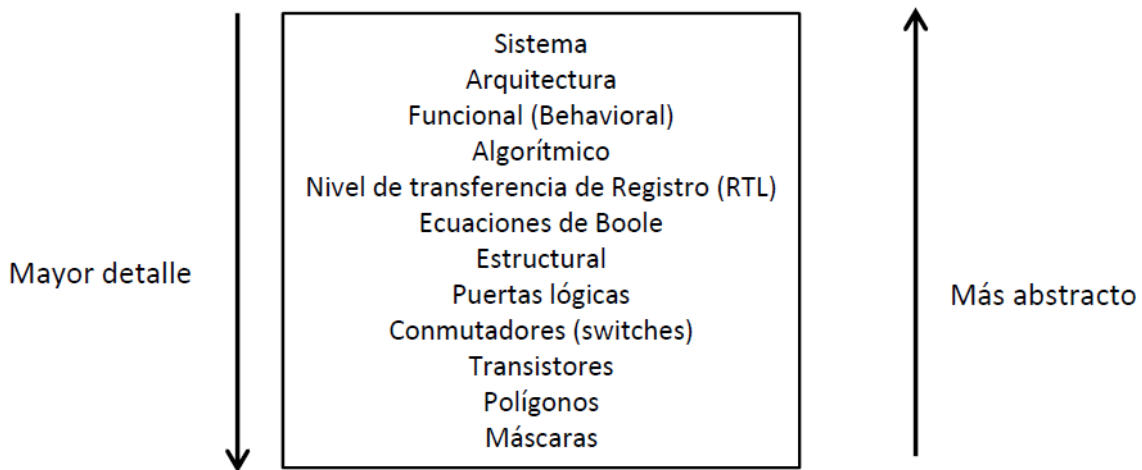 Sistema
Arquitectura
Funcional (Behavioral)
Algorítmico
Nivel de transferencia de Registro (RTL)
Ecuaciones de Boole
Estructural
Puertas lógicas
Conmutadores (switches)
Transistores
Polígonos
Máscaras
Mayor detalle
Más abstracto